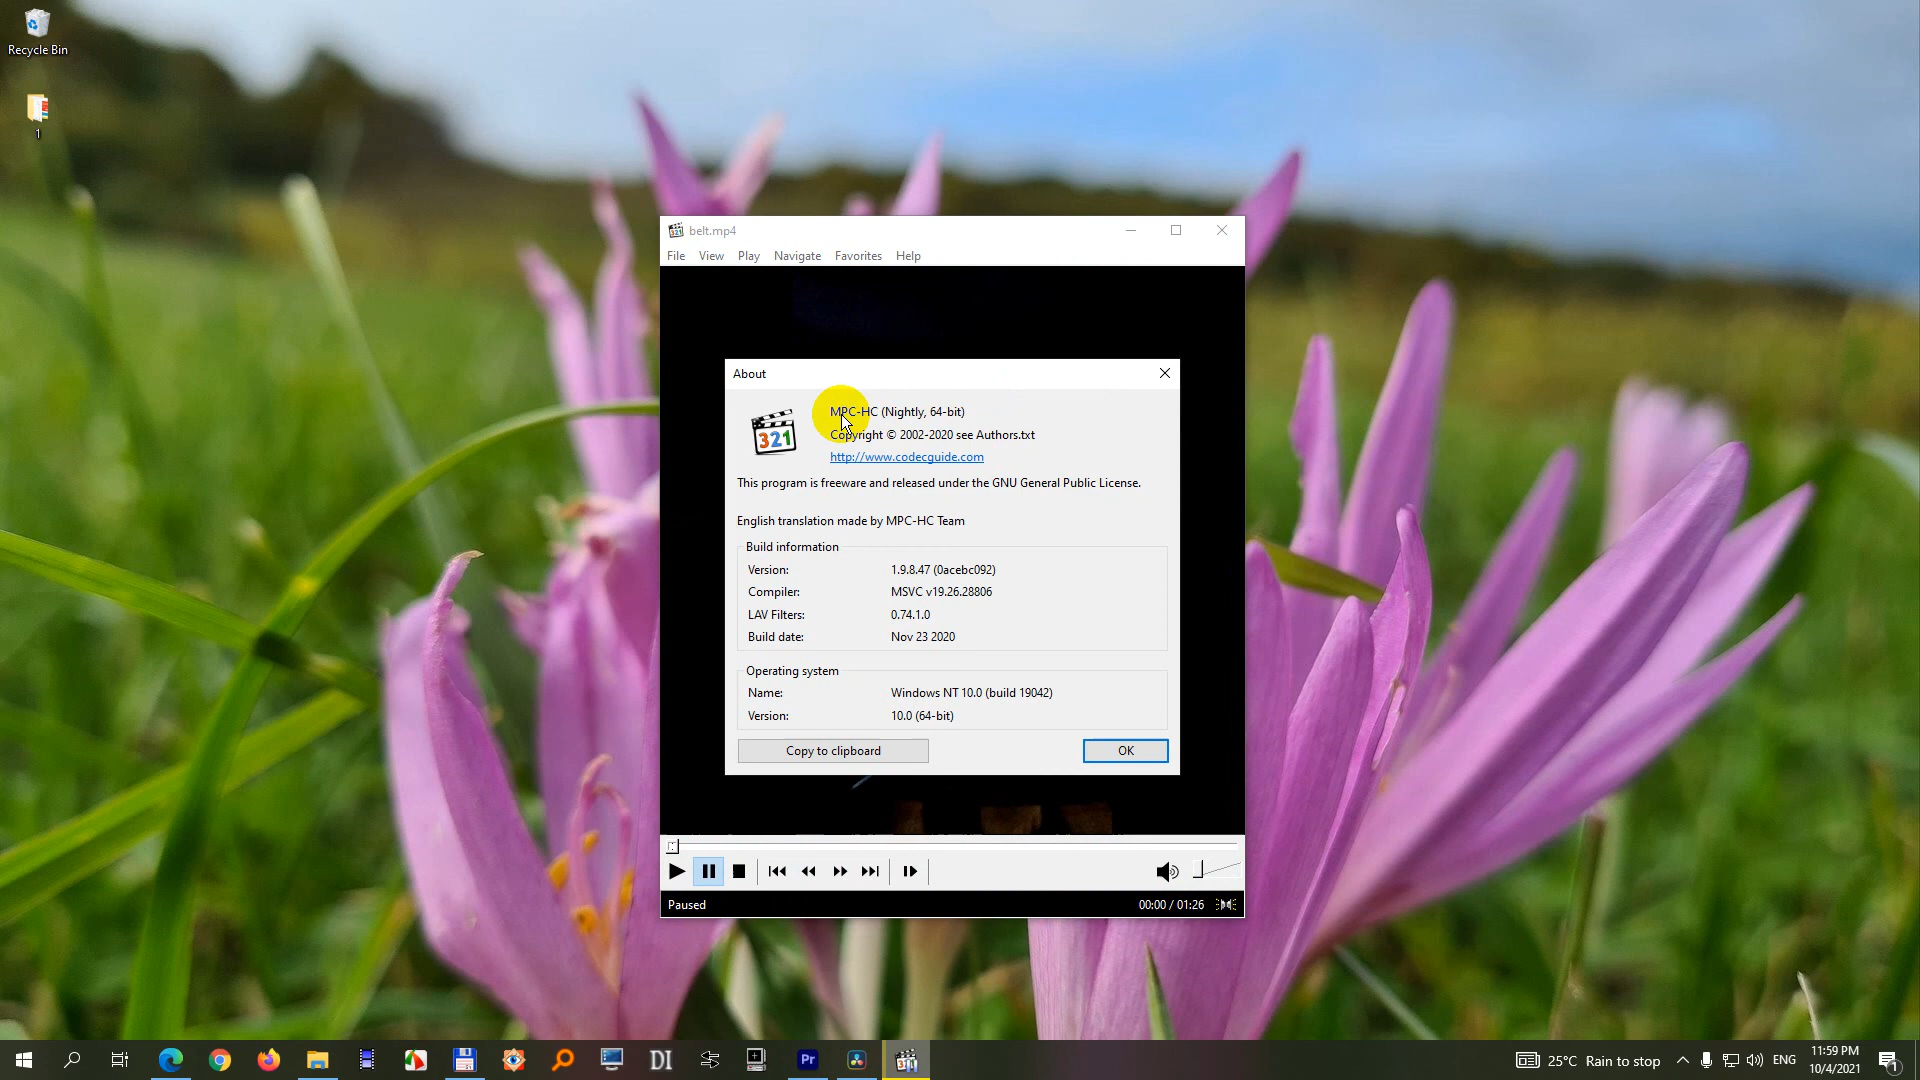 Recycle Bin
1
belt.mp4
File View Play Navigate Favorites Help
About
321
MPC-HC (Nightly, 64-bit)
Copyright © 2002-2020 see Authors.txt
http://www.codecguide.com
This program is freeware and released under the GNU General Public License.
English translation made by MPC-HC Team
Build information
Version: 1.9.8.47 (0acebc092)
Compiler: MSVC v19.26.28806
LAV Filters: 0.74.1.0
Build date: Nov 23 2020
Operating system
Name: Windows NT 10.0 (build 19042)
Version: 10.0 (64-bit)
Copy to clipboard OK
Paused 00:00 / 01:26
DI Pr 321 25°C Rain to stop ENG 11:59 PM 1
10/4/2021